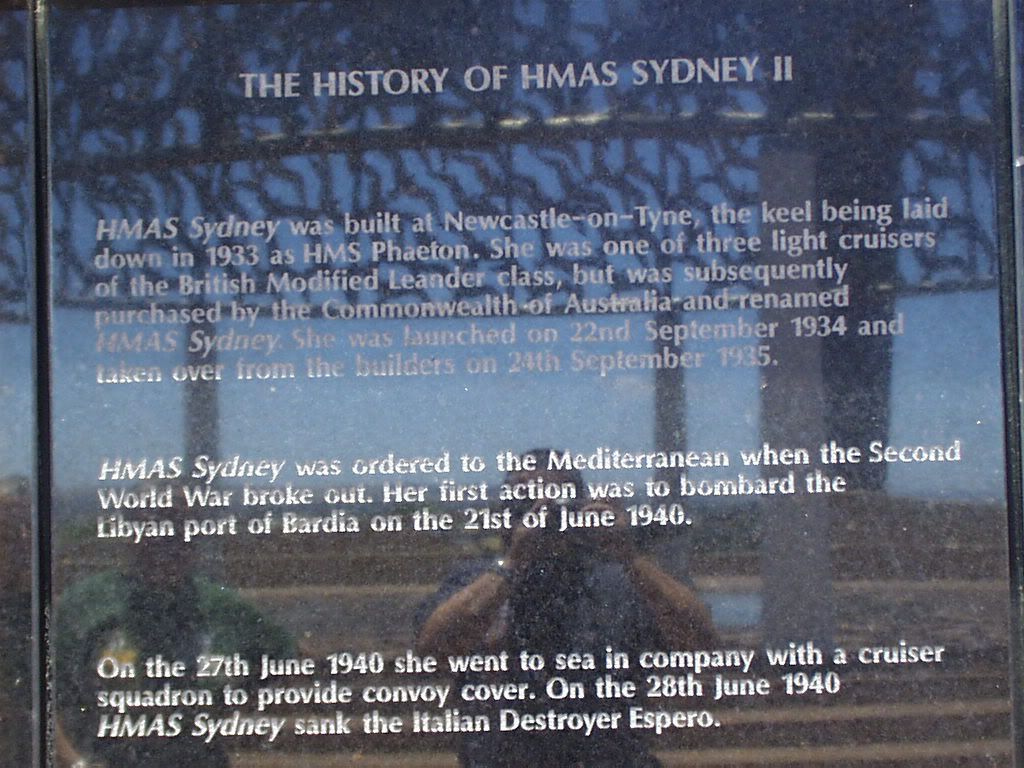 THE HISTORY OF HMAS SYDNEY II
HMAS Sydney was built at Newcastle-on-Tyne, the keel being laid
down in 1933 as HMS Phaeton. She was one of three light cruisers
of the British Modified Leander class, but was subsequently
purchased by the Commonwealth of Australia and renamed
HMAS Sydney. She was launched on 22nd September 1934 and
taken over from the builders on 24th September 1935.
HMAS Sydney was ordered to the Mediterranean when the Second
World War broke out. Her first action was to bombard the
Libyan port of Bardia on the 21st of June 1940.
On the 27th June 1940 she went to sea in company with a cruiser
squadron to provide convoy cover. On the 28th June 1940
HMAS Sydney sank the Italian Destroyer Espero.